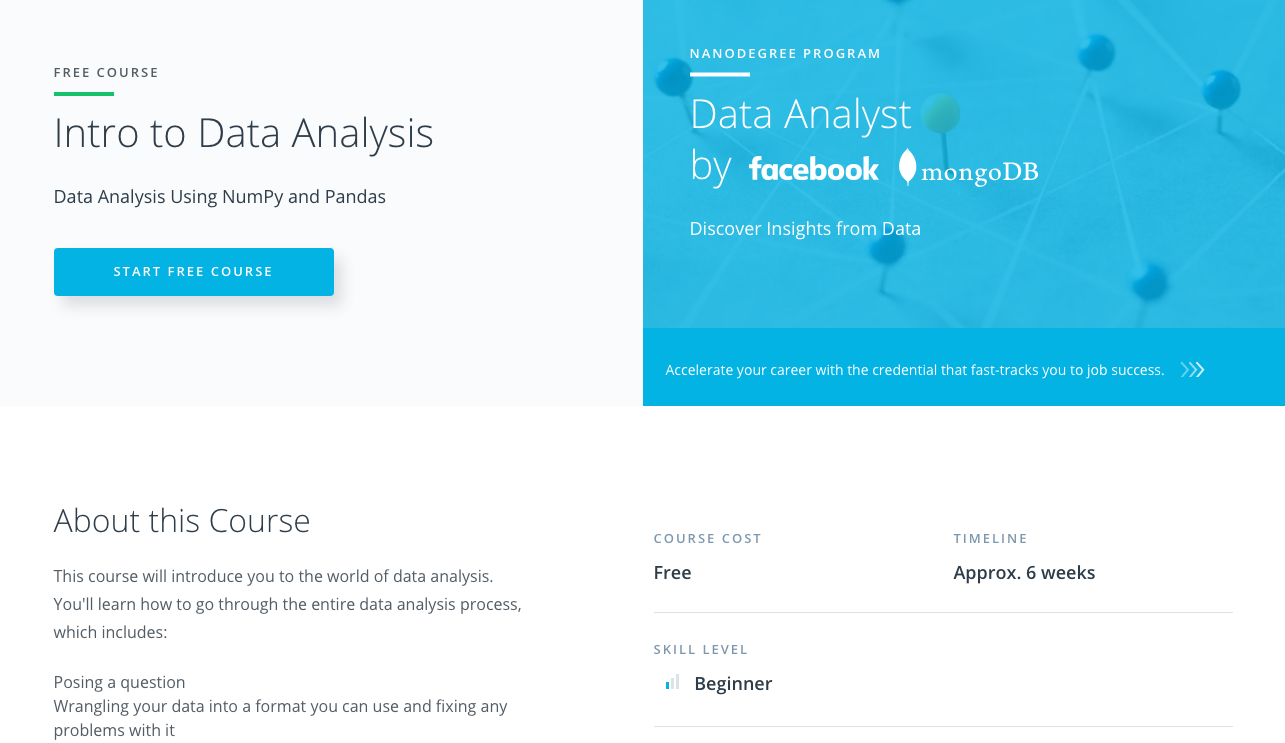 FREE COURSE
Intro to Data Analysis
Data Analysis Using NumPy and Pandas
START FREE COURSE
NANODEGREE PROGRAM
Data Analyst
by facebook mongoDB
Discover Insights from Data
Accelerate your career with the credential that fast-tracks you to job success.
About this Course
This course will introduce you to the world of data analysis.
You'll learn how to go through the entire data analysis process,
which includes:
Posing a question
Wrangling your data into a format you can use and fixing any
problems with it
COURSE COST
Free
TIMELINE
Approx. 6 weeks
SKILL LEVEL
Beginner